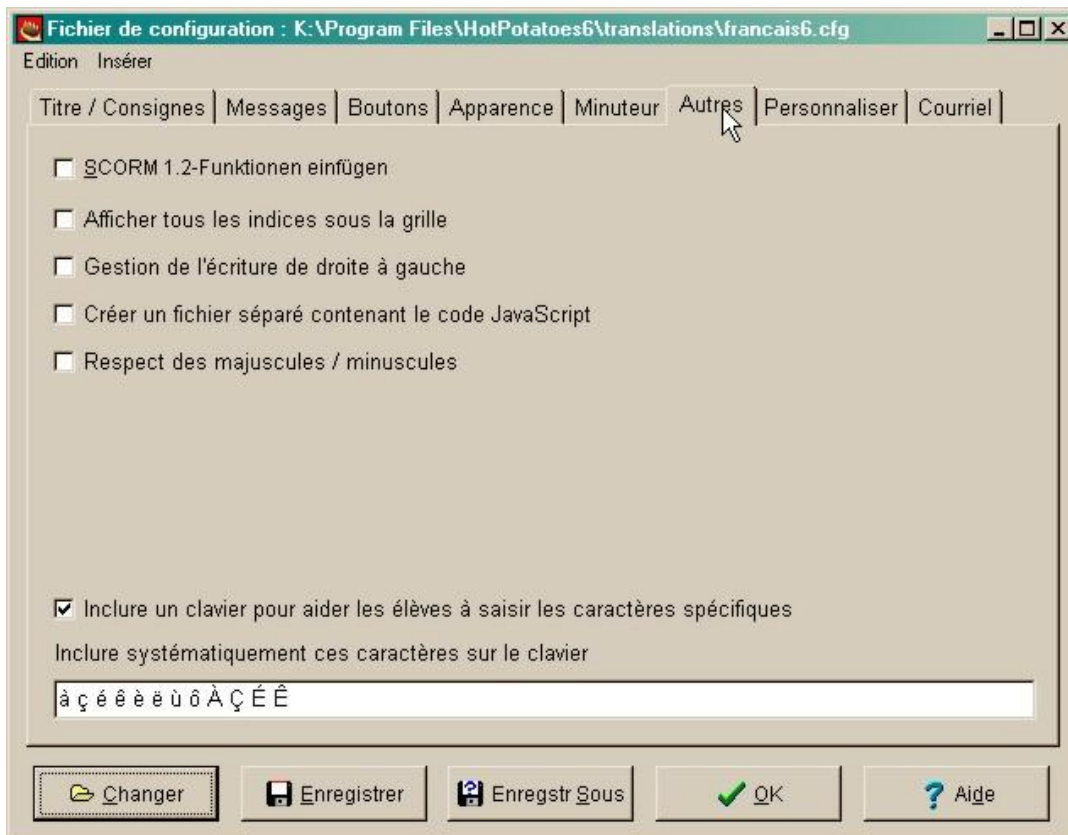 Fichier de configuration : K:\Program Files\HotPotatoes6\translations\francais6.cfg
Edition Insérer
Titre / Consignes Messages Boutons Apparence Minuteur Autres Personnaliser Courriel
SCORM 1.2-Funktionen einfügen
Afficher tous les indices sous la grille
Gestion de l'écriture de droite à gauche
Créer un fichier séparé contenant le code JavaScript
Respect des majuscules / minuscules
Inclure un clavier pour aider les élèves à saisir les caractères spécifiques
Inclure systématiquement ces caractères sur le clavier
à ç é ê è ë ù ô À Ç É Ê
Changer Enregistrer Enregstr Sous OK Aide